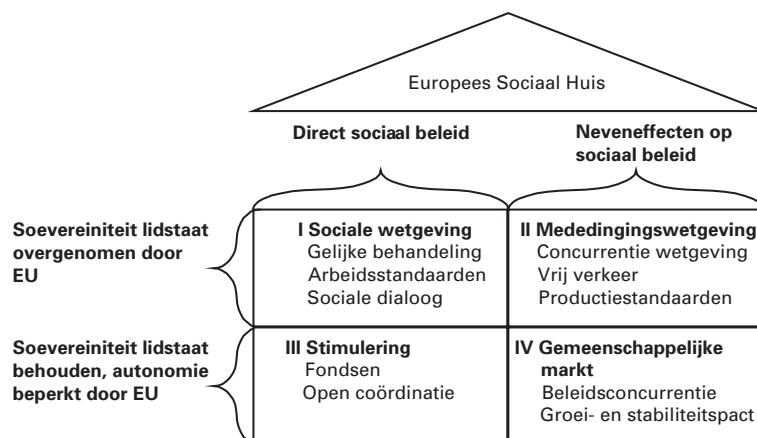 Europees Sociaal Huis
Direct sociaal beleid
Neveneffecten op
sociaal beleid
Soevereiniteit lidstaat
overgenomen door
EU
I Sociale wetgeving
Gelijke behandeling
Arbeidsstandaarden
Sociale dialoog
II Mededingingswetgeving
Concurrentie wetgeving
Vrij verkeer
Productiestandaarden
Soevereiniteit lidstaat
behouden, autonomie
beperkt door EU
III Stimulering
Fondsen
Open coördinatie
IV Gemeenschappelijke
markt
Beleidsconcurrentie
Groei- en stabiliteitspact